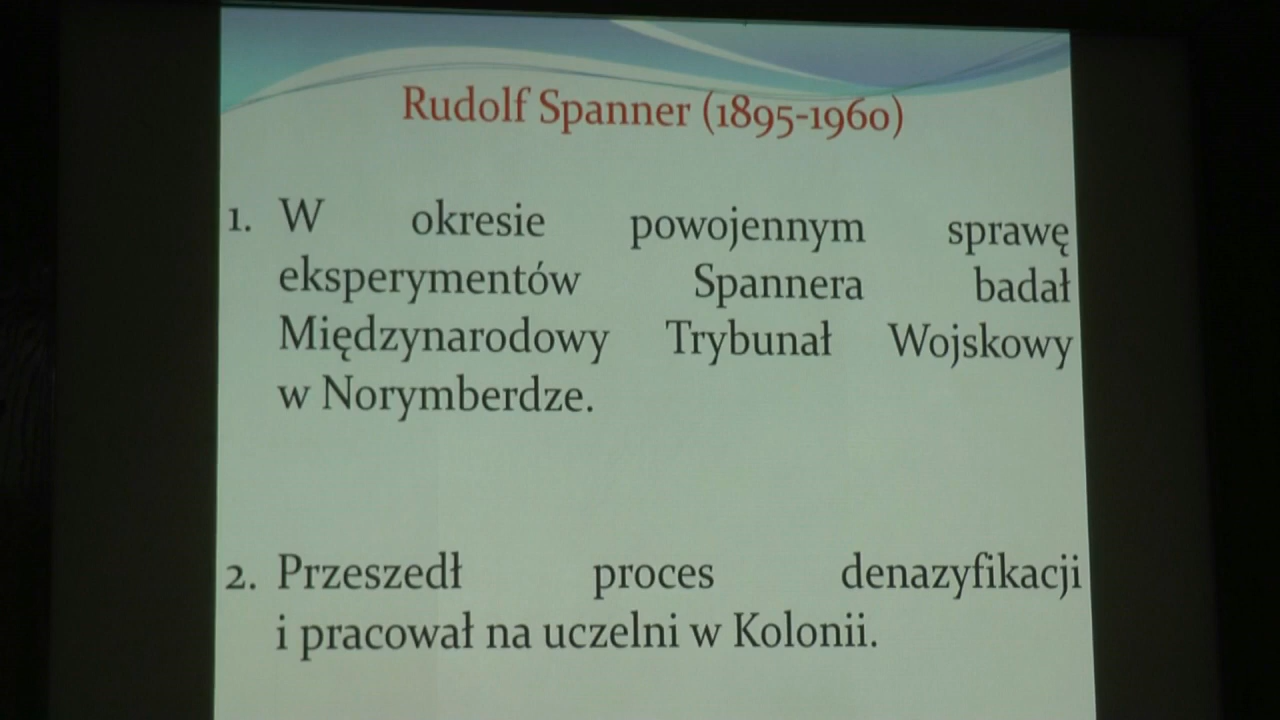 Rudolf Spanner (1895-1960)
1. W okresie powojennym sprawę
eksperymentów Spannera badał
Międzynarodowy Trybunał Wojskowy
w Norymberdze.
2. Przeszedł proces denazyfikacji
i pracował na uczelni w Kolonii.